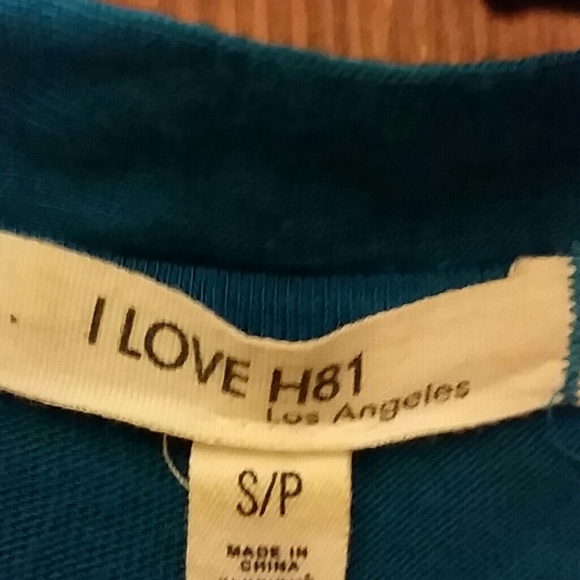 I LOVE H81
Los Angeles
S/P
MADE IN
CHINA